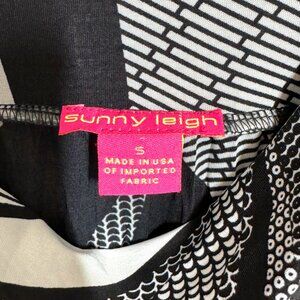 sunny leigh
S
MADE IN USA
OF IMPORTED
FABRIC